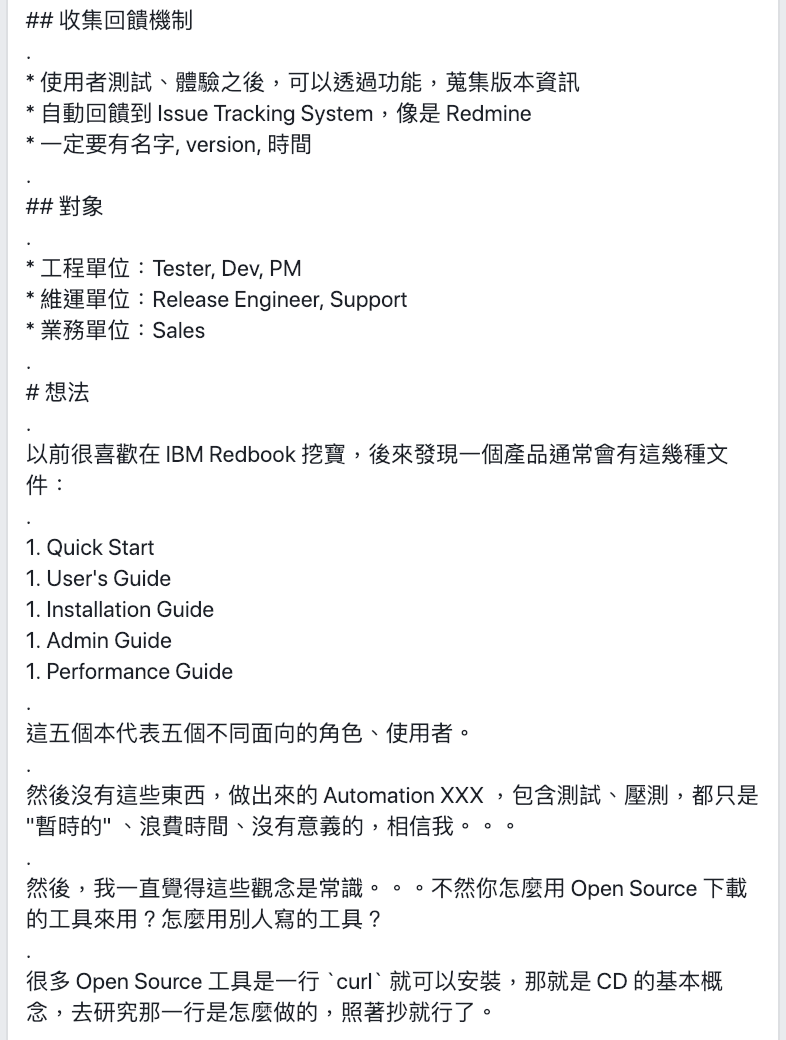 ## 收集回饋機制
.
* 使用者測試、體驗之後，可以透過功能，蒐集版本資訊
* 自動回饋到 Issue Tracking System，像是 Redmine
* 一定要有名字, version, 時間
.
## 對象
.
* 工程單位：Tester, Dev, PM
* 維運單位：Release Engineer, Support
* 業務單位：Sales
.
# 想法
.
以前很喜歡在 IBM Redbook 挖寶，後來發現一個產品通常會有這幾種文
件：
.
1. Quick Start
1. User's Guide
1. Installation Guide
1. Admin Guide
1. Performance Guide
.
這五個本代表五個不同面向的角色、使用者。
.
然後沒有這些東西，做出來的 Automation XXX ，包含測試、壓測，都只是
"暫時的" 、浪費時間、沒有意義的，相信我。。。
.
然後，我一直覺得這些觀念是常識。。。不然你怎麼用 Open Source 下載
的工具來用？怎麼用別人寫的工具？
.
很多 Open Source 工具是一行 `curl` 就可以安裝，那就是 CD 的基本概
念，去研究那一行是怎麼做的，照著抄就行了。